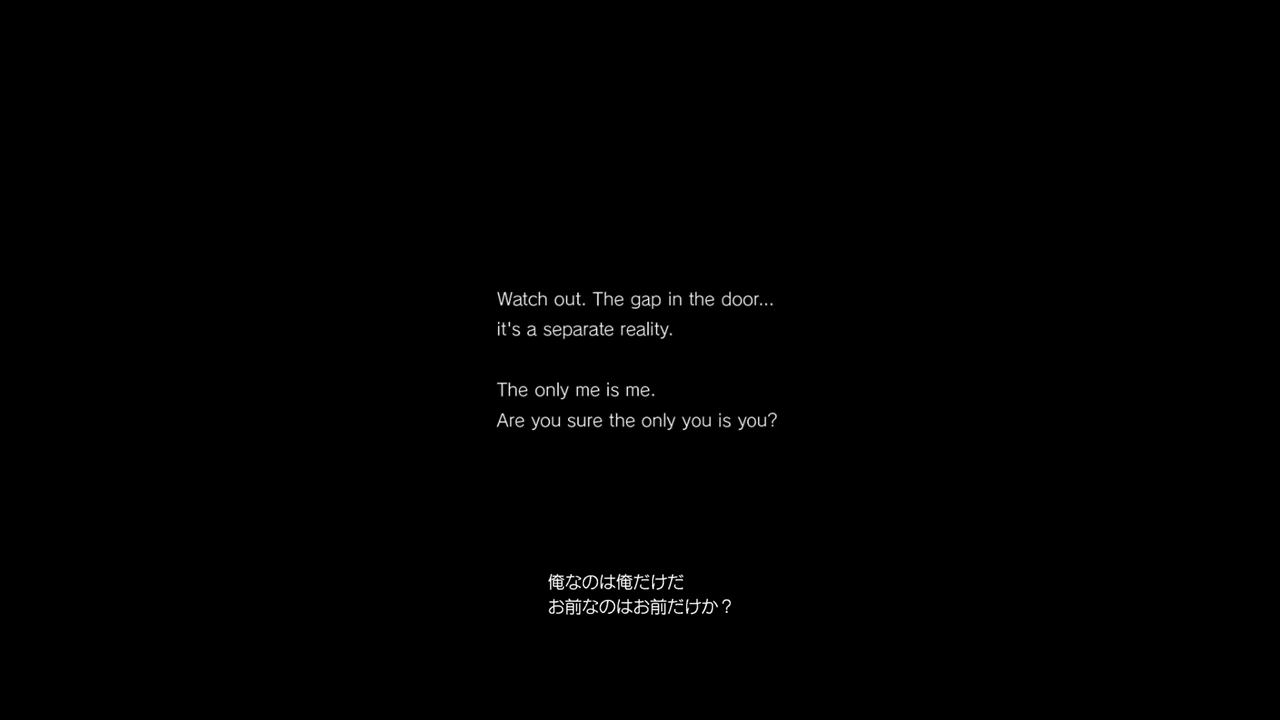 Watch out. The gap in the door...
it's a separate reality.
The only me is me.
Are you sure the only you is you?
俺なのは俺だけだ
お前なのはお前だけか？